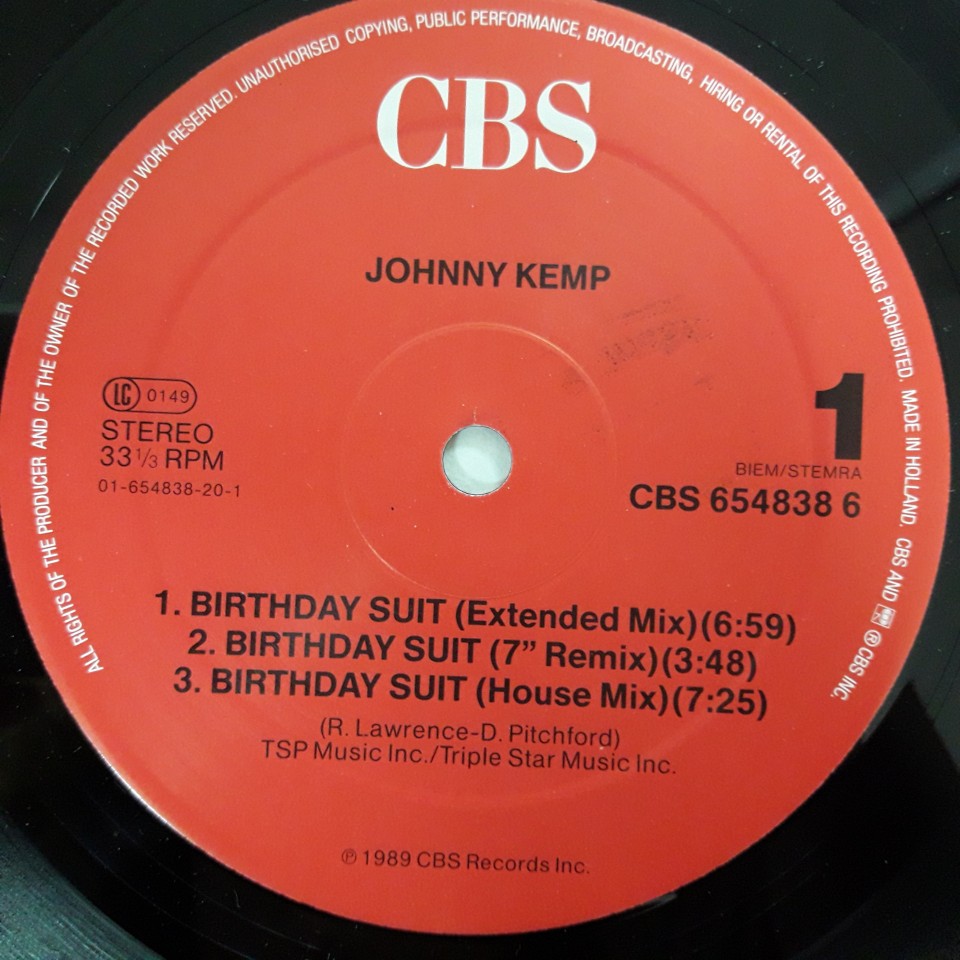 ALL RIGHTS OF THE PRODUCER AND OF THE OWNER OF THE RECORDED WORK RESERVED. UNAUTHORISED COPYING, PUBLIC PERFORMANCE, BROADCASTING, HIRING OR RENTAL OF THIS RECORDING PROHIBITED. MADE IN HOLLAND. CBS AND ℗ CBS INC.
CBS
JOHNNY KEMP
LC 0149
STEREO
33 1/3 RPM
01-654838-20-1
1
BIEM/STEMRA
CBS 654838 6
1. BIRTHDAY SUIT (Extended Mix)(6:59)
2. BIRTHDAY SUIT (7” Remix)(3:48)
3. BIRTHDAY SUIT (House Mix)(7:25)
(R. Lawrence-D. Pitchford)
TSP Music Inc./Triple Star Music Inc.
℗ 1989 CBS Records Inc.